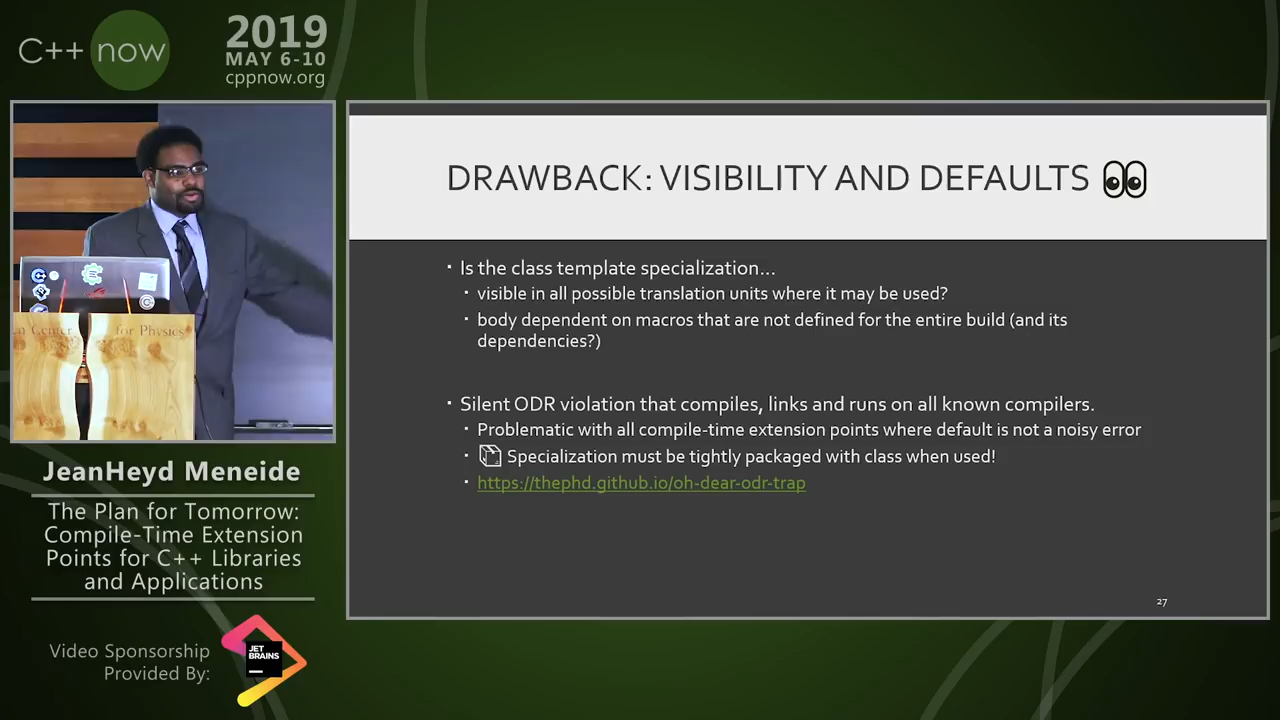 C++ now
2019
MAY 6-10
cppnow.org
Center for Physics
JeanHeyd Meneide
The Plan for Tomorrow:
Compile-Time Extension
Points for C++ Libraries
and Applications
Video Sponsorship
Provided By:
JET
BRAINS
DRAWBACK: VISIBILITY AND DEFAULTS 👀
▪ Is the class template specialization…
▪ visible in all possible translation units where it may be used?
▪ body dependent on macros that are not defined for the entire build (and its
dependencies?)
▪ Silent ODR violation that compiles, links and runs on all known compilers.
▪ Problematic with all compile-time extension points where default is not a noisy error
▪ 📦 Specialization must be tightly packaged with class when used!
▪ https://thephd.github.io/oh-dear-odr-trap
27